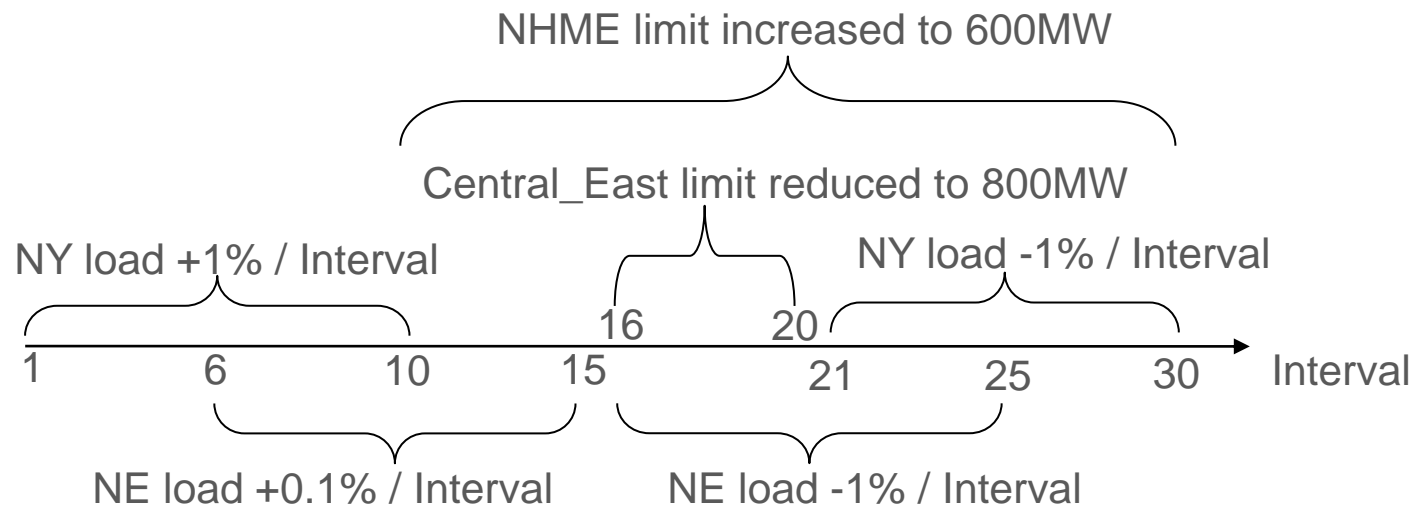 NHME limit increased to 600MW
Central_East limit reduced to 800MW
NY load +1% / Interval
NY load -1% / Interval
16 20
1 6 10 15 21 25 30 Interval
NE load +0.1% / Interval
NE load -1% / Interval